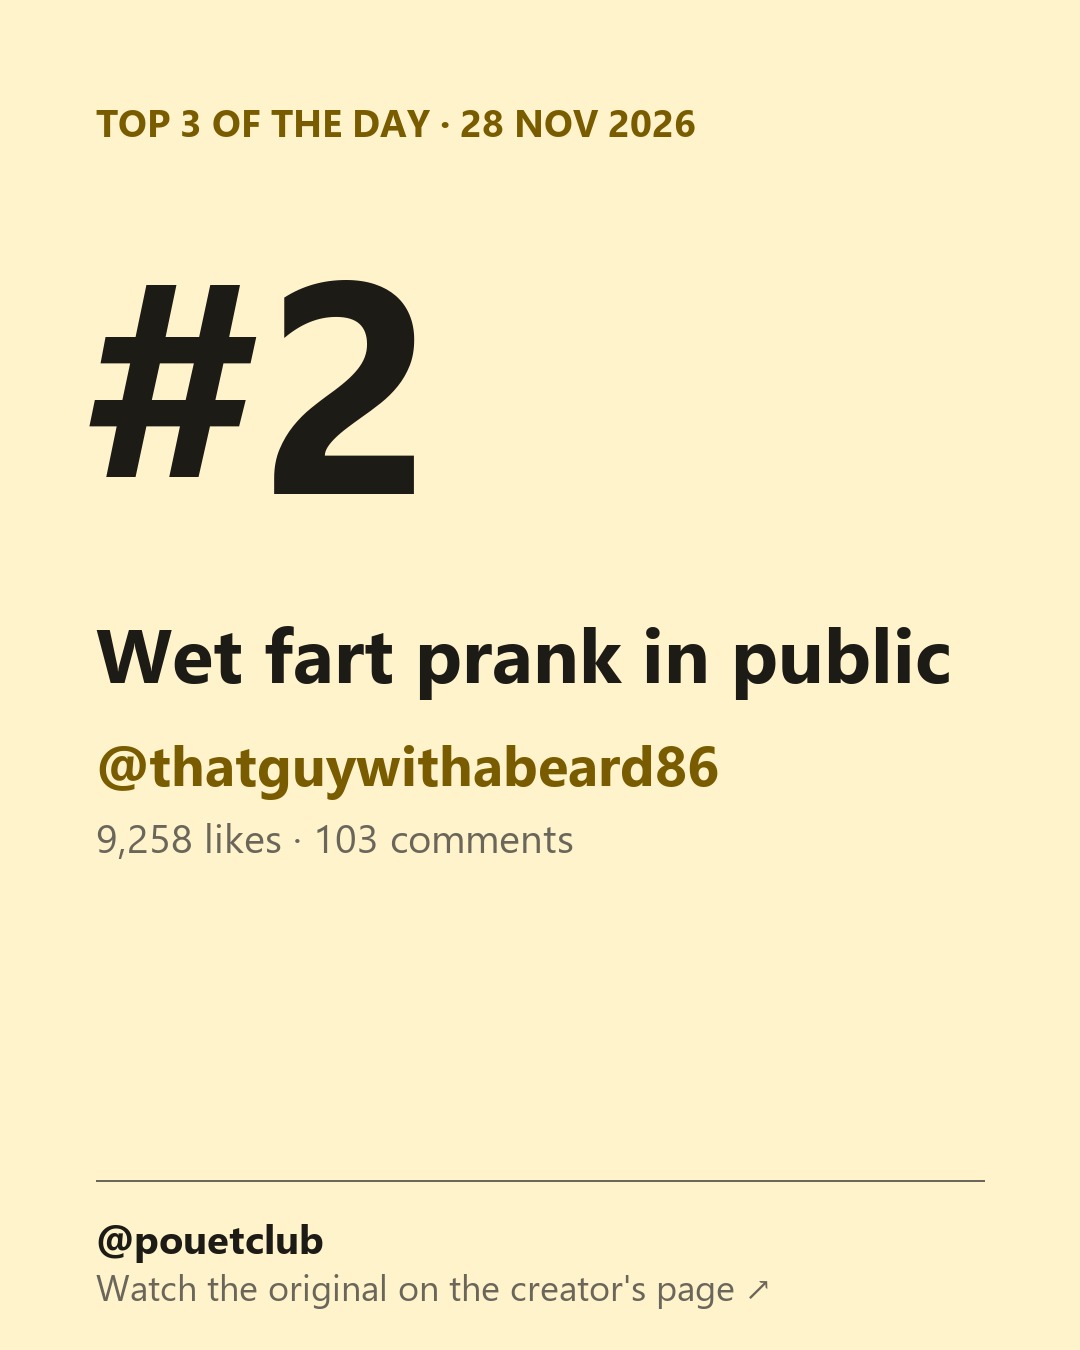 TOP 3 OF THE DAY · 28 NOV 2026
#2
Wet fart prank in public
@thatguywithabeard86
9,258 likes · 103 comments
@pouetclub
Watch the original on the creator's page ↗